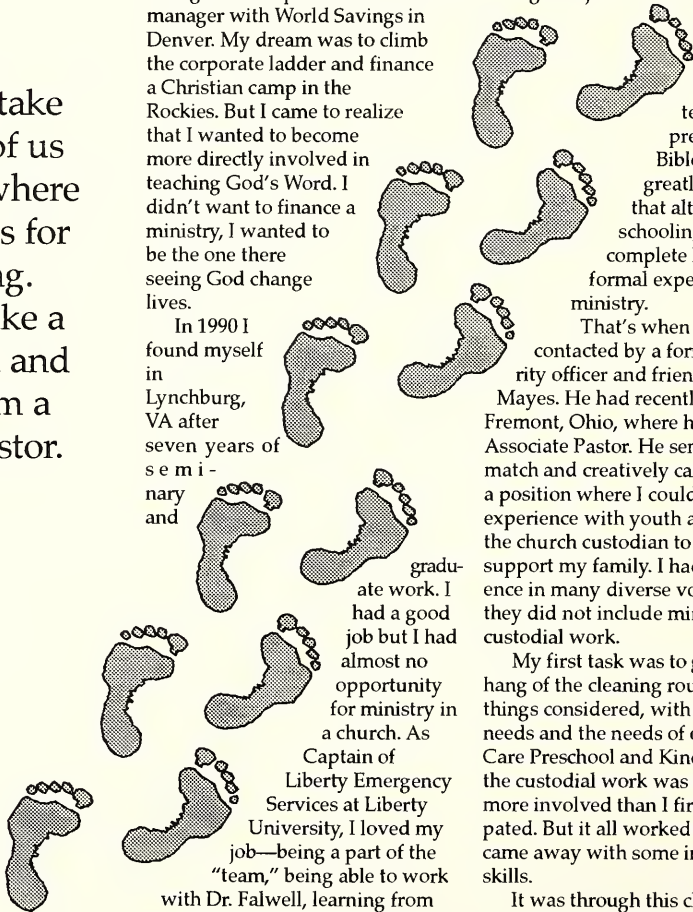 take
of us
where
s for
g.
ke a
and
m a
stor.
manager with World Savings in
Denver. My dream was to climb
the corporate ladder and finance
a Christian camp in the
Rockies. But I came to realize
that I wanted to become
more directly involved in
teaching God's Word. I
didn't want to finance a
ministry, I wanted to
be the one there
seeing God change
lives.
In 1990 I
found myself
in
Lynchburg,
VA after
seven years of
s e m i -
nary
and
gradu-
ate work. I
had a good
job but I had
almost no
opportunity
for ministry in
a church. As
Captain of
Liberty Emergency
Services at Liberty
University, I loved my
job—being a part of the
"team," being able to work
with Dr. Falwell, learning from
te
pre
Bible
greatl
that alt
schoolin
complete
formal expe
ministry.
That's when
contacted by a for
rity officer and frien
Mayes. He had recentl
Fremont, Ohio, where h
Associate Pastor. He ser
match and creatively ca
a position where I could
experience with youth a
the church custodian to
support my family. I had
ence in many diverse vo
they did not include min
custodial work.
My first task was to g
hang of the cleaning rou
things considered, with
needs and the needs of e
Care Preschool and Kind
the custodial work was
more involved than I fir
pated. But it all worked
came away with some in
skills.
It was through this c